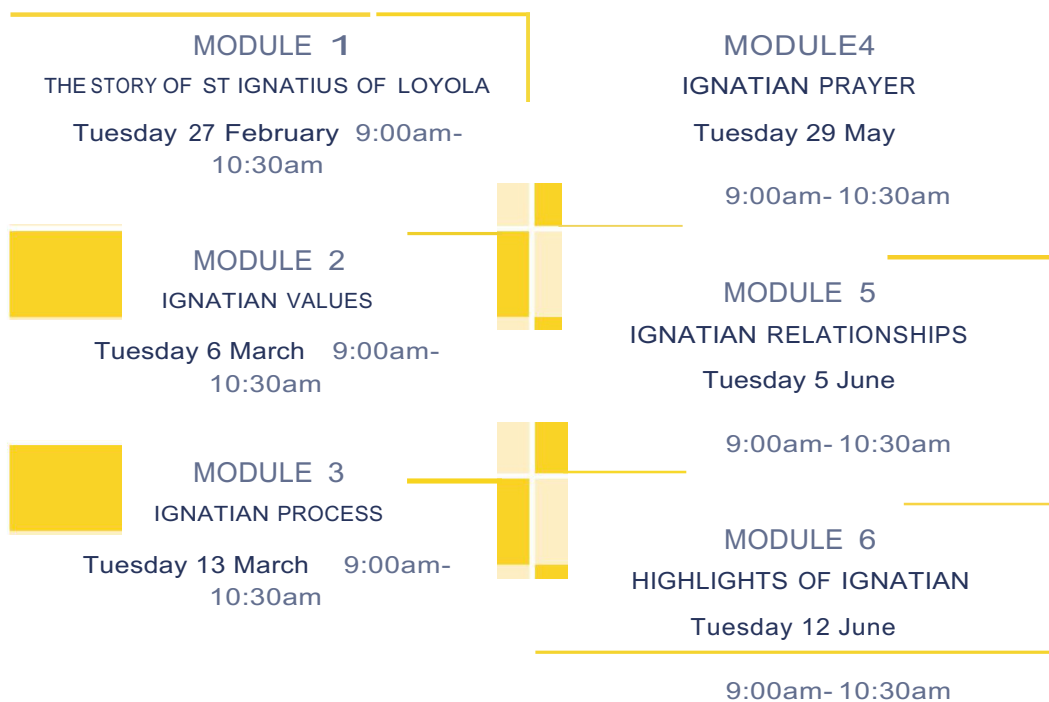 MODULE 1
THE STORY OF ST IGNATIUS OF LOYOLA
Tuesday 27 February 9:00am-
10:30am
MODULE 2
IGNATIAN VALUES
Tuesday 6 March 9:00am-
10:30am
MODULE 3
IGNATIAN PROCESS
Tuesday 13 March 9:00am-
10:30am
MODULE4
IGNATIAN PRAYER
Tuesday 29 May
9:00am- 10:30am
MODULE 5
IGNATIAN RELATIONSHIPS
Tuesday 5 June
9:00am- 10:30am
MODULE 6
HIGHLIGHTS OF IGNATIAN
Tuesday 12 June
9:00am- 10:30am